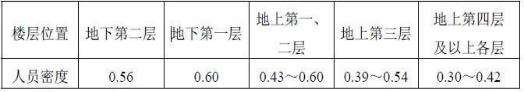 楼层位置 地下第二层 地下第一层 地上第一、二层 地上第三层 地上第四层及以上各层
人员密度 0.56 0.60 0.43～0.60 0.39～0.54 0.30～0.42